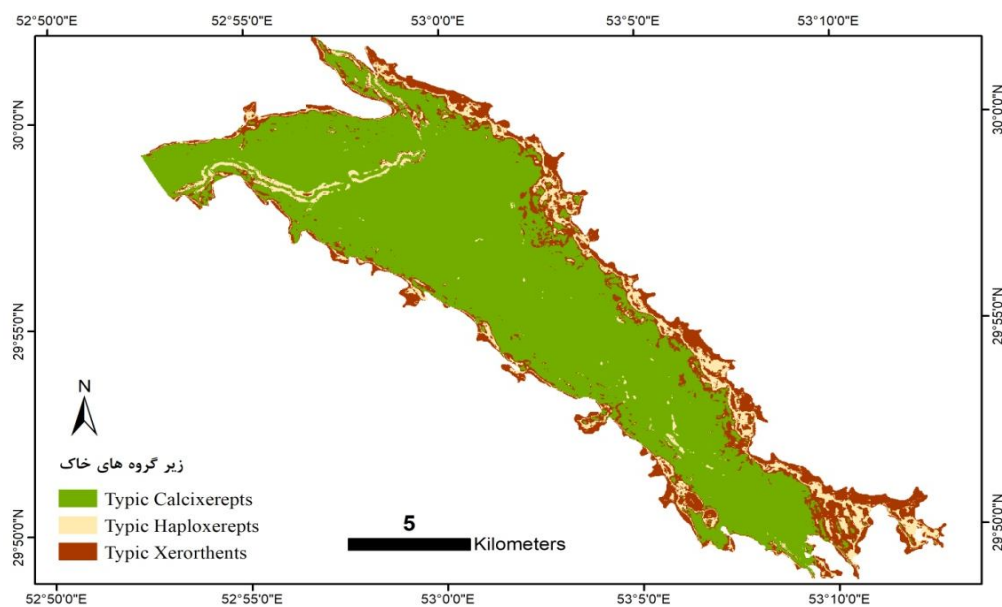 52°50'0"E 52°55'0"E 53°0'0"E 53°5'0"E 53°10'0"E
30°0'0"N
30°0'0"N
29°55'0"N
29°55'0"N
N
زیر گروه های خاک
Typic Calcixerepts
Typic Haploxerepts
Typic Xerorthents
5
Kilometers
29°50'0"N
29°50'0"N
52°50'0"E 52°55'0"E 53°0'0"E 53°5'0"E 53°10'0"E